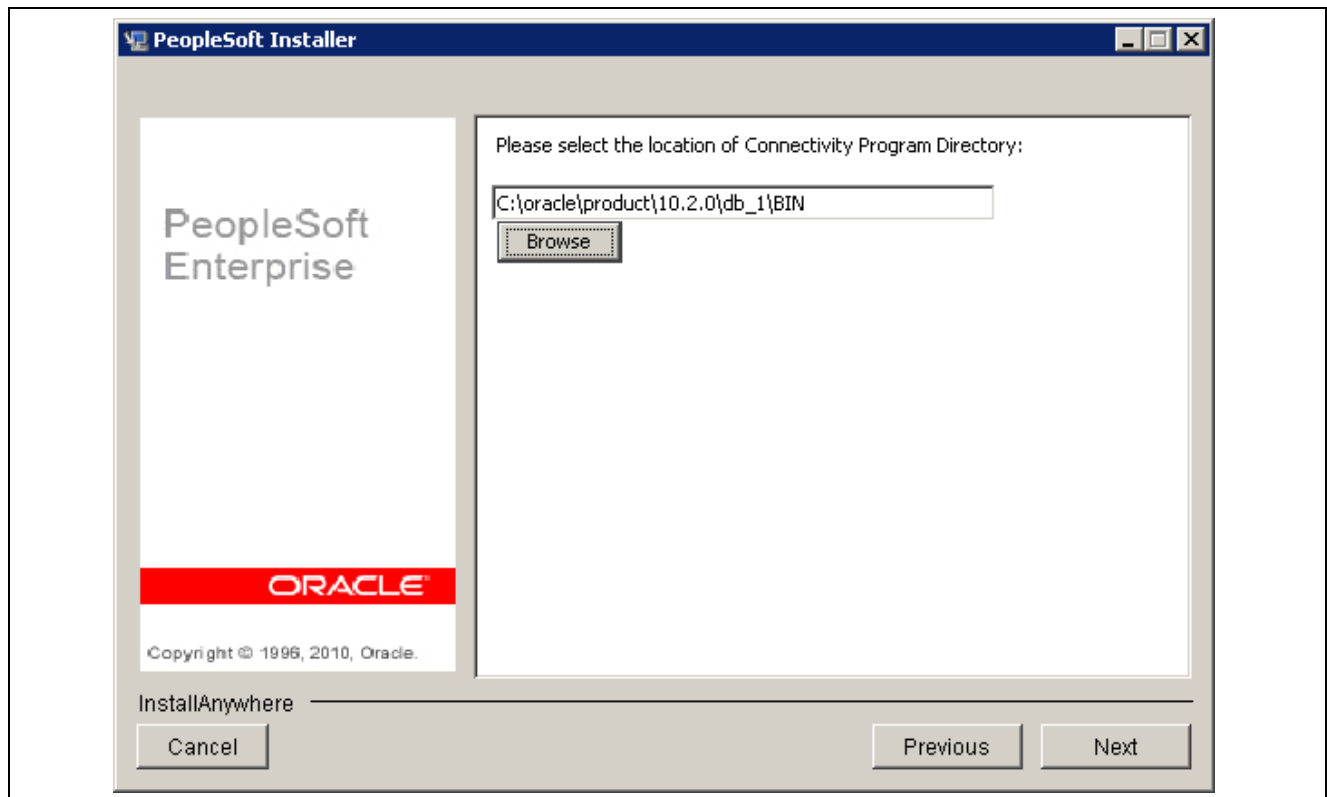 PeopleSoft Installer
Please select the location of Connectivity Program Directory:
C:\oracle\product\10.2.0\db_1\BIN
Browse
PeopleSoft
Enterprise
ORACLE
Copyright © 1996, 2010, Oracle.
InstallAnywhere
Cancel
Previous
Next